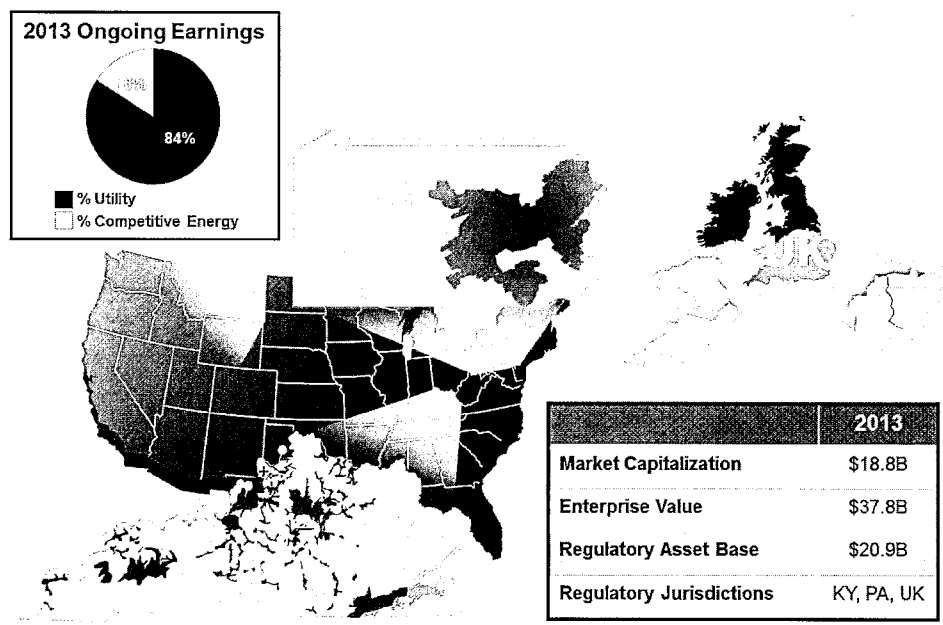 2013 Ongoing Earnings
84%
% Utility
% Competitive Energy
UK
2013
Market Capitalization $18.8B
Enterprise Value $37.8B
Regulatory Asset Base $20.9B
Regulatory Jurisdictions KY, PA, UK